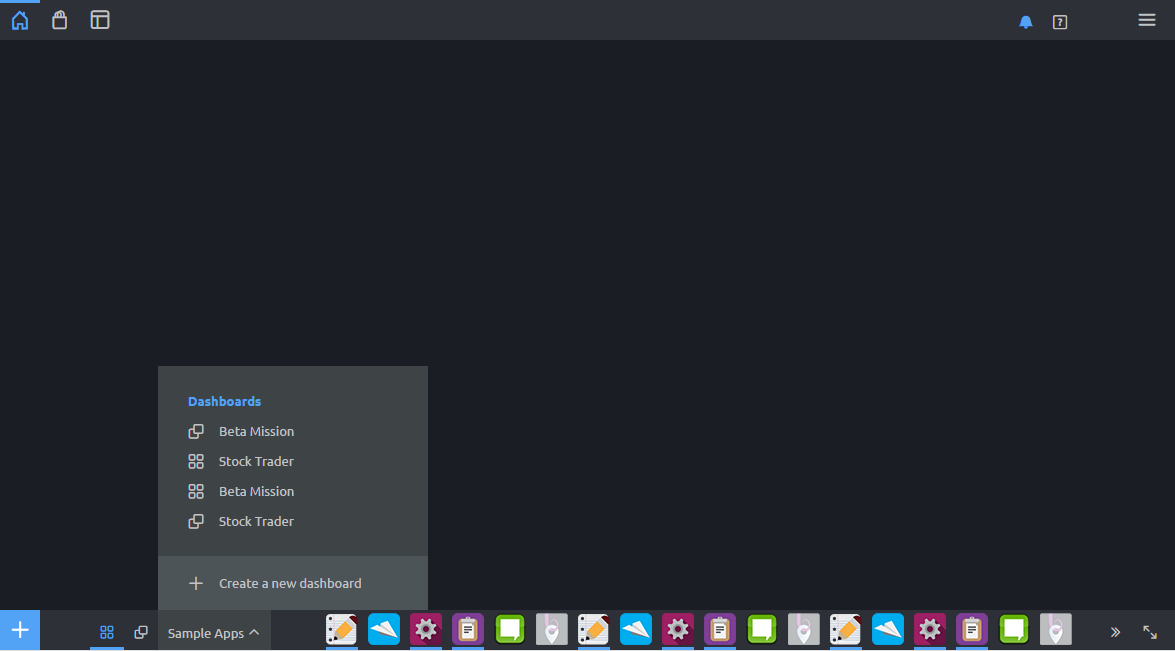 Dashboards
Beta Mission
Stock Trader
Beta Mission
Stock Trader
Create a new dashboard
Sample Apps